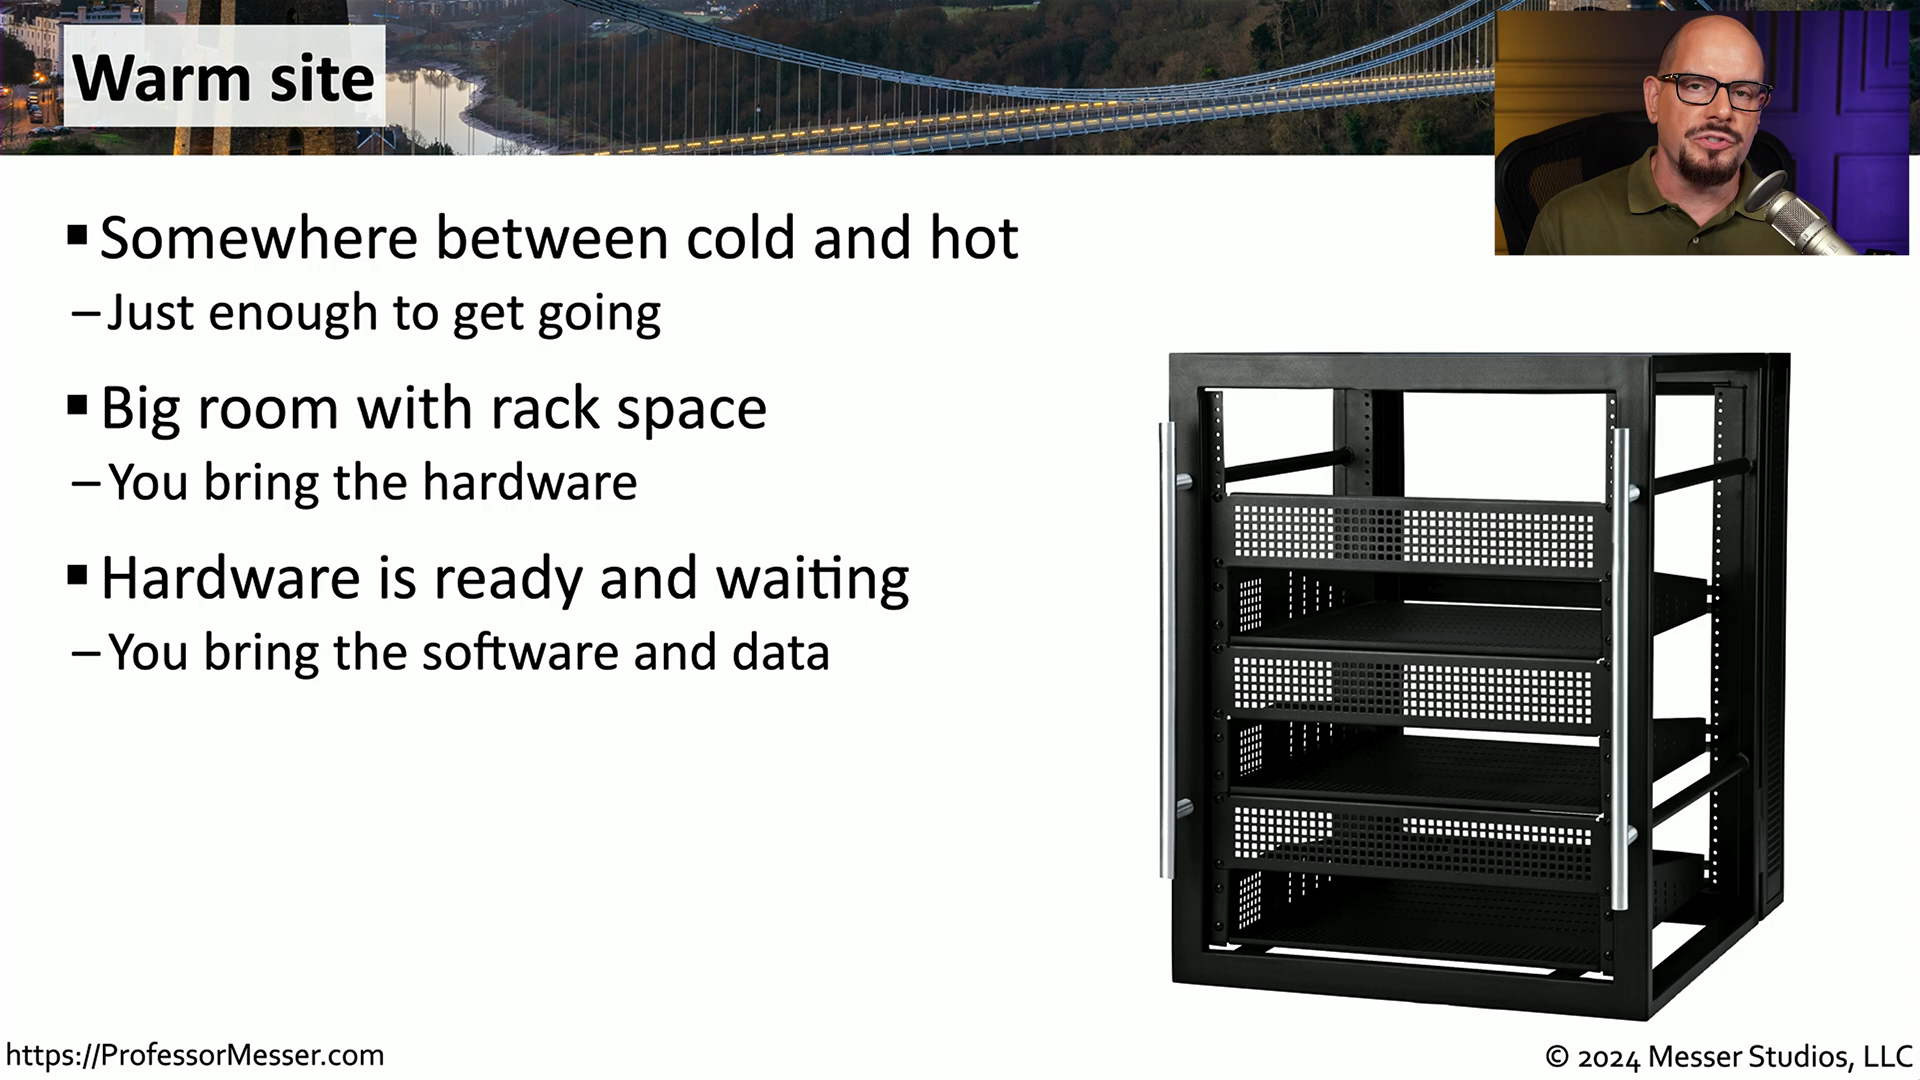 Warm site
▪ Somewhere between cold and hot
– Just enough to get going
▪ Big room with rack space
– You bring the hardware
▪ Hardware is ready and waiting
– You bring the software and data
https://ProfessorMesser.com
© 2024 Messer Studios, LLC